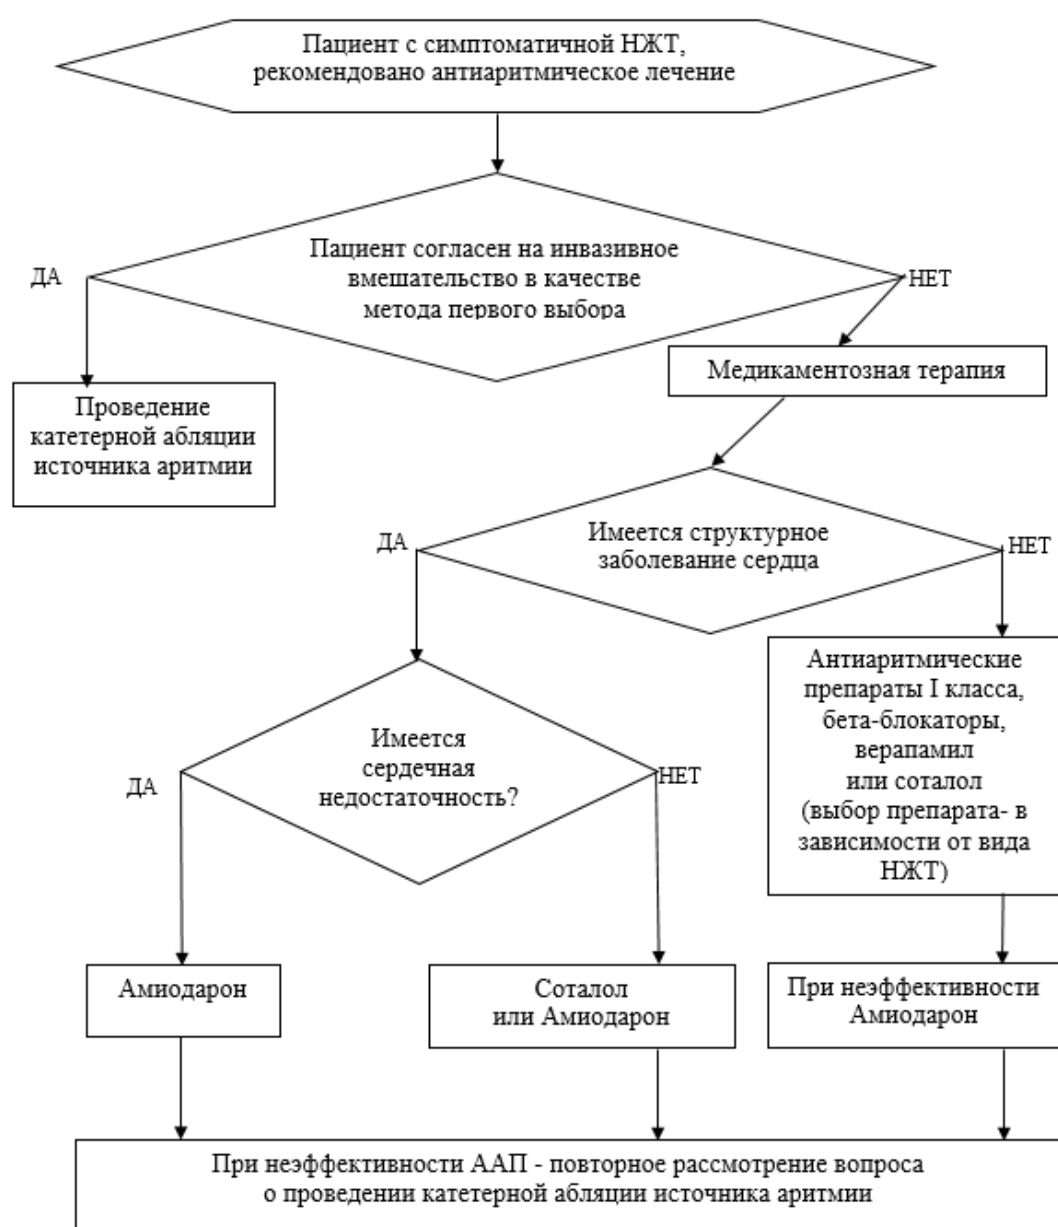 Пациент с симптоматичной НЖТ,
рекомендовано антиаритмическое лечение
Пациент согласен на инвазивное
вмешательство в качестве
метода первого выбора
ДА
НЕТ
Проведение
катетерной абляции
источника аритмии
Медикаментозная терапия
Имеется структурное
заболевание сердца
ДА
НЕТ
Имеется
сердечная
недостаточность?
ДА
НЕТ
Антиаритмические
препараты I класса,
бета-блокаторы,
верапамил
или соталол
(выбор препарата- в
зависимости от вида
НЖТ)
Амиодарон
Соталол
или Амиодарон
При неэффективности
Амиодарон
При неэффективности ААП - повторное рассмотрение вопроса
о проведении катетерной абляции источника аритмии